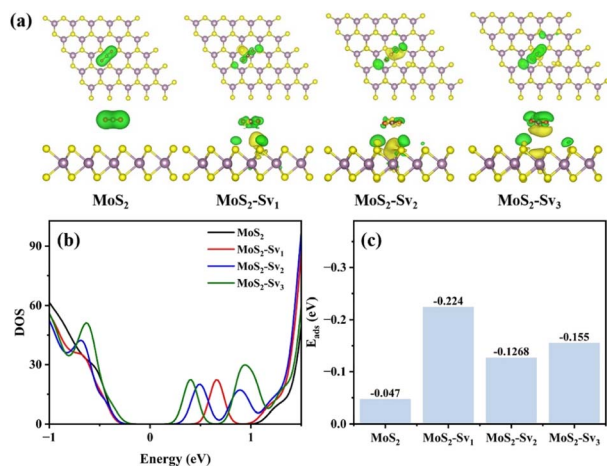 (a)
MoS₂ MoS₂-Sv₁ MoS₂-Sv₂ MoS₂-Sv₃
(b)
MoS₂
MoS₂-Sv₁
MoS₂-Sv₂
MoS₂-Sv₃
90
60
30
0
DOS
−1 0 1
Energy (eV)
(c)
−0.3
−0.2
−0.1
0.0
E_ads (eV)
-0.047
-0.224
-0.1268
-0.155
MoS₂ MoS₂-Sv₁ MoS₂-Sv₂ MoS₂-Sv₃